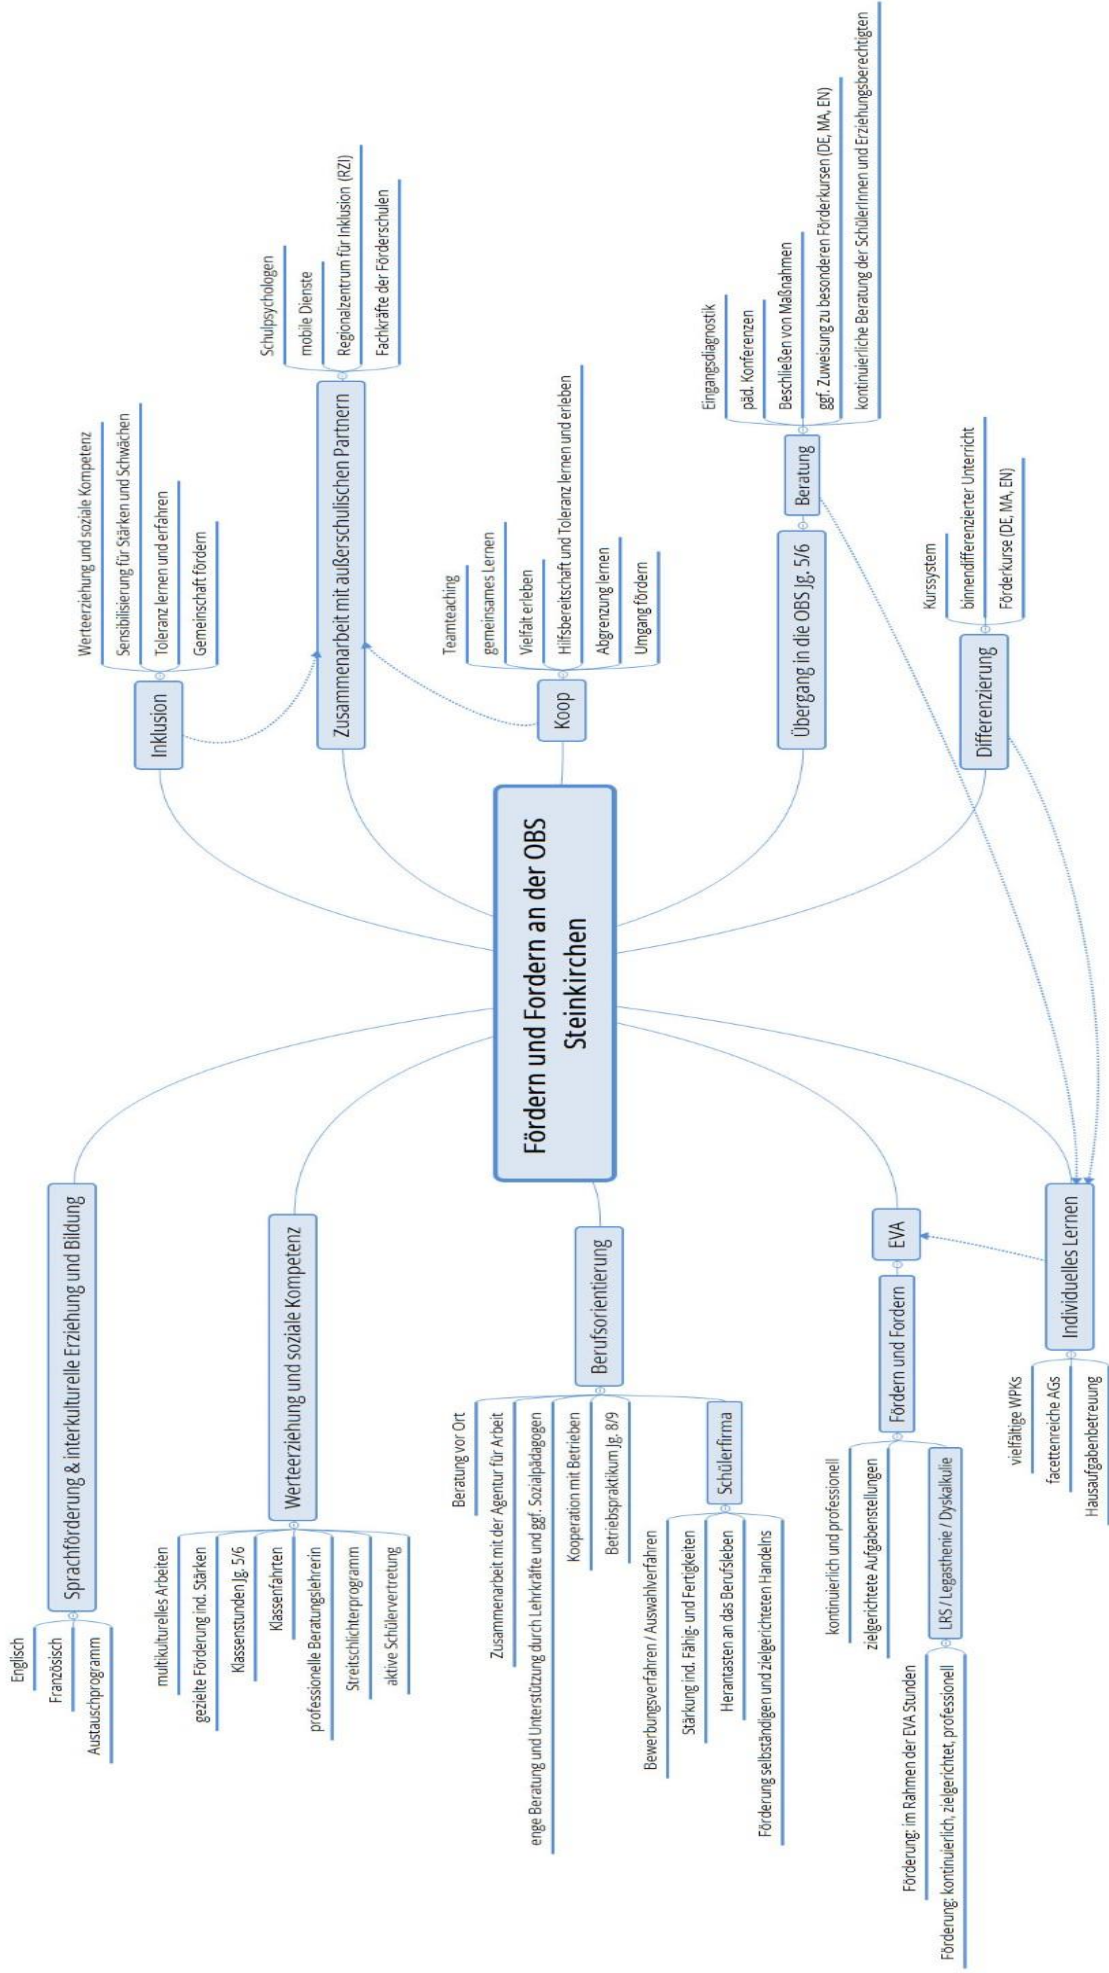 Fördern und Fordern an der OBS
Steinkirchen
Sprachförderung & interkulturelle Erziehung und Bildung
Englisch
Französisch
Austauschprogramm
Werteerziehung und soziale Kompetenz
multikulturelles Arbeiten
gezielte Förderung ind. Stärken
Klassenstunden Jg. 5/6
Klassenfahrten
professionelle Beratungslehrerin
Streitschlichterprogramm
aktive Schülervertretung
Berufsorientierung
Beratung vor Ort
Zusammenarbeit mit der Agentur für Arbeit
enge Beratung und Unterstützung durch Lehrkräfte und ggf. Sozialpädagogen
Kooperation mit Betrieben
Betriebspraktikum Jg. 8/9
Schülerfirma
Bewerbungsverfahren / Auswahlverfahren
Stärkung ind. Fähig- und Fertigkeiten
Herantasten an das Berufsleben
Förderung selbständigen und zielgerichteten Handelns
EVA
Fördern und Fordern
kontinuierlich und professionell
zielgerichtete Aufgabenstellungen
LRS / Legasthenie / Dyskalkulie
Förderung: im Rahmen der EVA Stunden
Förderung: kontinuierlich, zielgerichtet, professionell
Individuelles Lernen
vielfältige WPKs
facettenreiche AGs
Hausaufgabenbetreuung
Inklusion
Werteerziehung und soziale Kompetenz
Sensibilisierung für Stärken und Schwächen
Toleranz lernen und erfahren
Gemeinschaft fördern
Zusammenarbeit mit außerschulischen Partnern
Schulpsychologen
mobile Dienste
Regionalzentrum für Inklusion (RZI)
Fachkräfte der Förderschulen
Koop
Teamteaching
gemeinsames Lernen
Vielfalt erleben
Hilfsbereitschaft und Toleranz lernen und erleben
Abgrenzung lernen
Umgang fördern
Übergang in die OBS Jg. 5/6
Beratung
Eingangsdiagnostik
päd. Konferenzen
Beschließen von Maßnahmen
ggf. Zuweisung zu besonderen Förderkursen (DE, MA, EN)
kontinuierliche Beratung der SchülerInnen und Erziehungsberechtigten
Differenzierung
Kurssystem
binnendifferenzierter Unterricht
Förderkurse (DE, MA, EN)